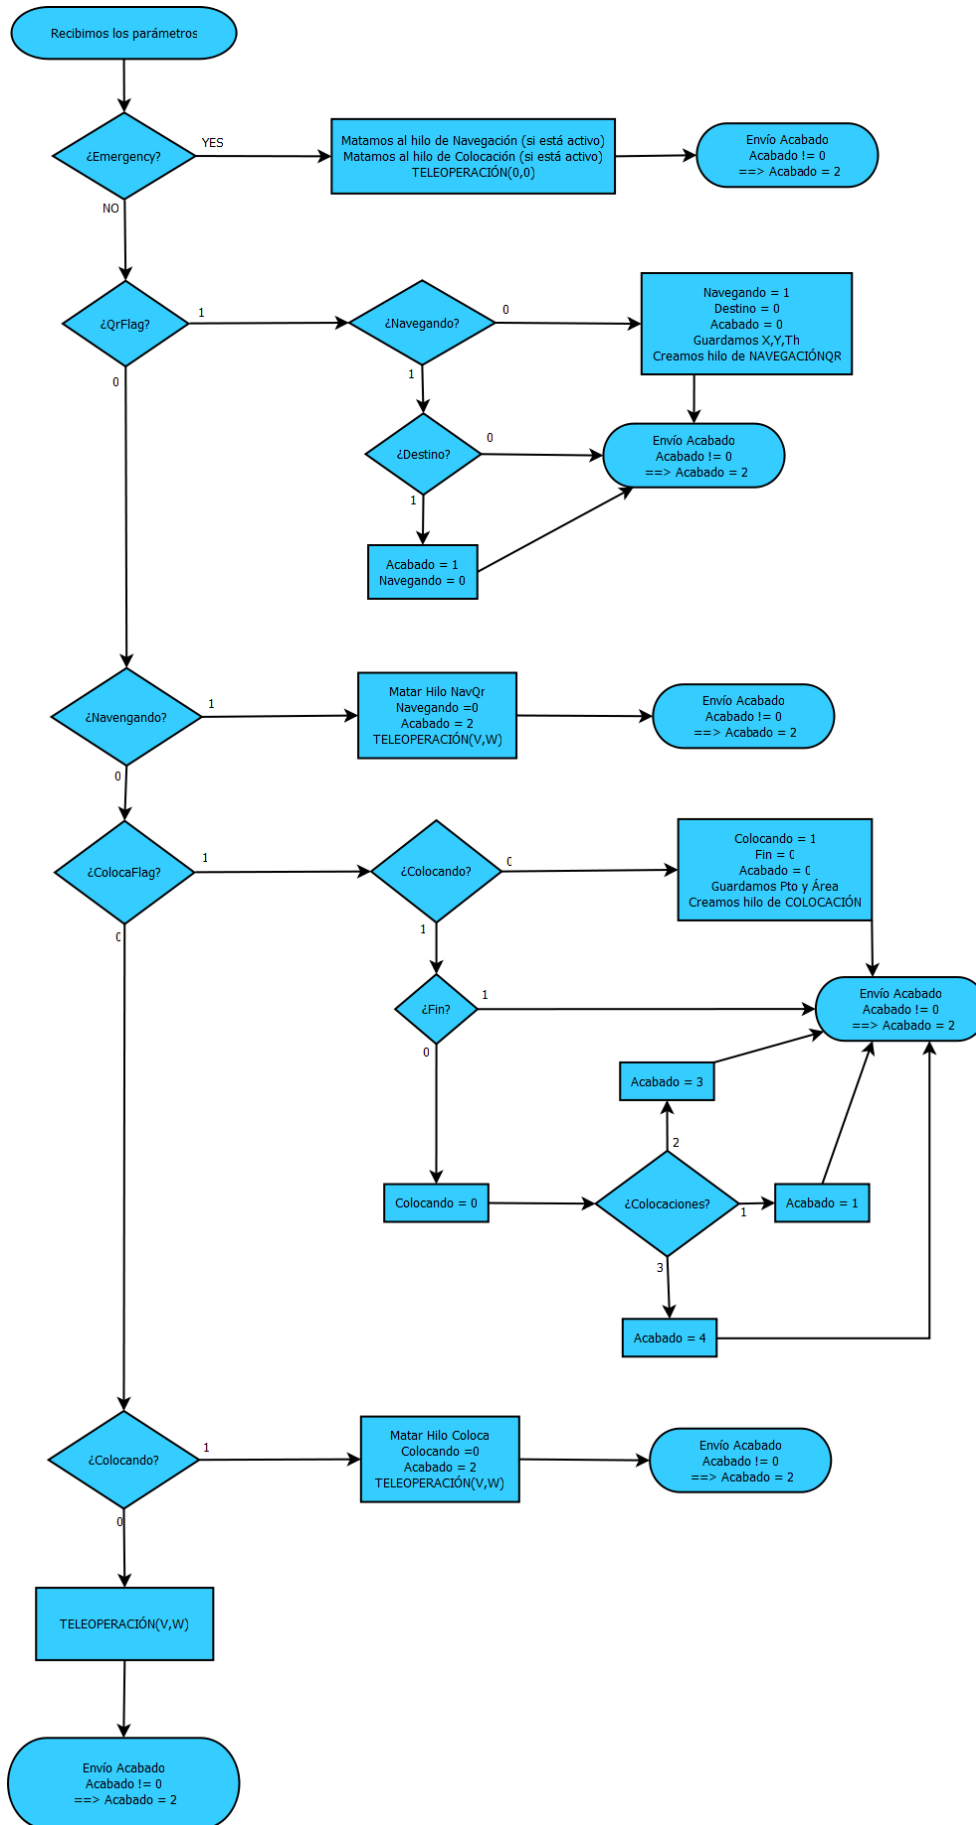 Recibimos los parámetros
¿Emergency?
YES
Matamos al hilo de Navegación (si está activo)
Matamos al hilo de Colocación (si está activo)
TELEOPERACIÓN(0,0)
Envío Acabado
Acabado != 0
==> Acabado = 2
NO
¿QrFlag?
1
¿Navegando?
0
Navegando = 1
Destino = 0
Acabado = 0
Guardamos X,Y,Th
Creamos hilo de NAVEGACIÓNQR
0
1
¿Destino?
0
Envío Acabado
Acabado != 0
==> Acabado = 2
1
Acabado = 1
Navegando = 0
¿Navengando?
1
Matar Hilo NavQr
Navegando =0
Acabado = 2
TELEOPERACIÓN(V,W)
Envío Acabado
Acabado != 0
==> Acabado = 2
0
¿ColocaFlag?
1
¿Colocando?
0
Colocando = 1
Fin = 0
Acabado = 0
Guardamos Pto y Área
Creamos hilo de COLOCACIÓN
0
1
¿Fin?
1
Envío Acabado
Acabado != 0
==> Acabado = 2
0
Acabado = 3
2
Colocando = 0
¿Colocaciones?
1
Acabado = 1
3
Acabado = 4
¿Colocando?
1
Matar Hilo Coloca
Colocando =0
Acabado = 2
TELEOPERACIÓN(V,W)
Envío Acabado
Acabado != 0
==> Acabado = 2
0
TELEOPERACIÓN(V,W)
Envío Acabado
Acabado != 0
==> Acabado = 2